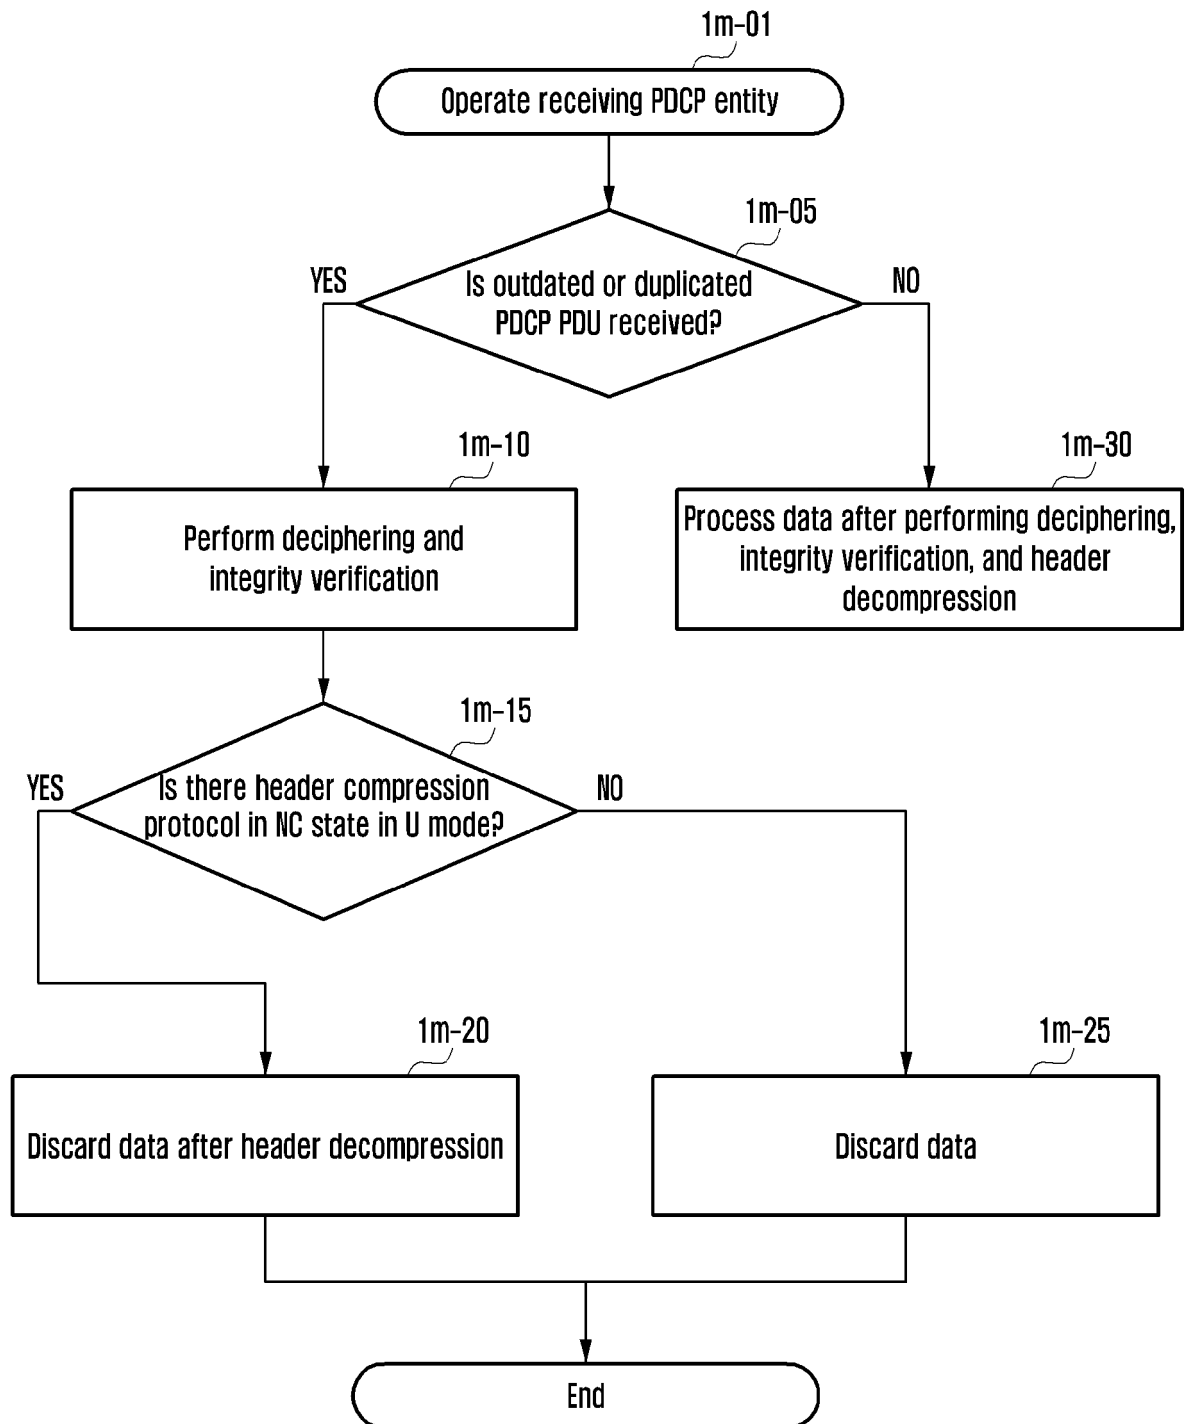 1m-01
Operate receiving PDCP entity
1m-05
YES
Is outdated or duplicated
PDCP PDU received?
NO
1m-10
Perform deciphering and
integrity verification
1m-30
Process data after performing deciphering,
integrity verification, and header
decompression
1m-15
YES
Is there header compression
protocol in NC state in U mode?
NO
1m-20
Discard data after header decompression
1m-25
Discard data
End